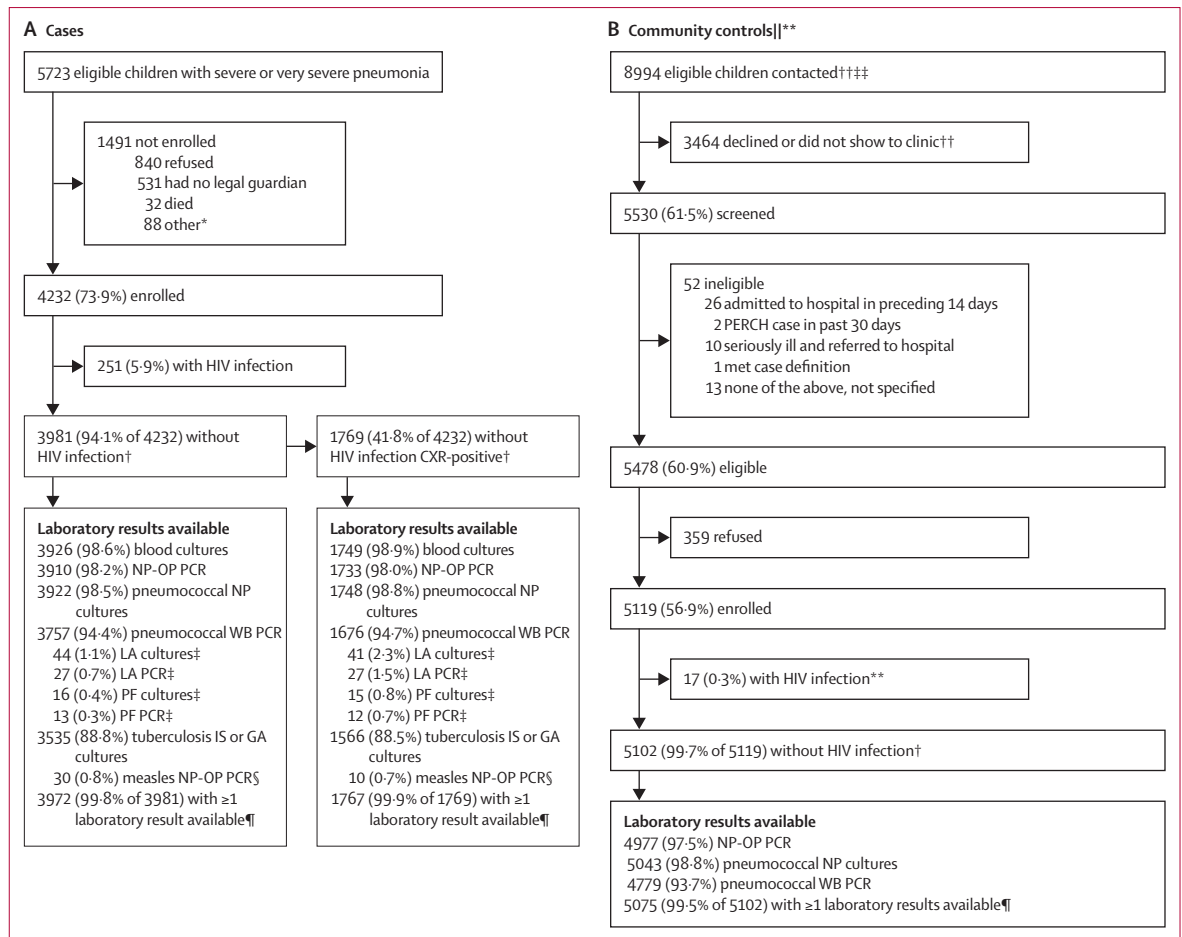 A Cases
5723 eligible children with severe or very severe pneumonia
1491 not enrolled
840 refused
531 had no legal guardian
32 died
88 other*
4232 (73·9%) enrolled
251 (5·9%) with HIV infection
3981 (94·1% of 4232) without
HIV infection†
1769 (41·8% of 4232) without
HIV infection CXR-positive†
Laboratory results available
3926 (98·6%) blood cultures
3910 (98·2%) NP-OP PCR
3922 (98·5%) pneumococcal NP
cultures
3757 (94·4%) pneumococcal WB PCR
44 (1·1%) LA cultures‡
27 (0·7%) LA PCR‡
16 (0·4%) PF cultures‡
13 (0·3%) PF PCR‡
3535 (88·8%) tuberculosis IS or GA
cultures
30 (0·8%) measles NP-OP PCR§
3972 (99·8% of 3981) with ≥1
laboratory result available¶
Laboratory results available
1749 (98·9%) blood cultures
1733 (98·0%) NP-OP PCR
1748 (98·8%) pneumococcal NP
cultures
1676 (94·7%) pneumococcal WB PCR
41 (2·3%) LA cultures‡
27 (1·5%) LA PCR‡
15 (0·8%) PF cultures‡
12 (0·7%) PF PCR‡
1566 (88.5%) tuberculosis IS or GA
cultures
10 (0·7%) measles NP-OP PCR§
1767 (99·9% of 1769) with ≥1
laboratory result available¶
B Community controls||**
8994 eligible children contacted††‡‡
3464 declined or did not show to clinic††
5530 (61·5%) screened
52 ineligible
26 admitted to hospital in preceding 14 days
2 PERCH case in past 30 days
10 seriously ill and referred to hospital
1 met case definition
13 none of the above, not specified
5478 (60·9%) eligible
359 refused
5119 (56·9%) enrolled
17 (0·3%) with HIV infection**
5102 (99·7% of 5119) without HIV infection†
Laboratory results available
4977 (97·5%) NP-OP PCR
5043 (98·8%) pneumococcal NP cultures
4779 (93·7%) pneumococcal WB PCR
5075 (99·5% of 5102) with ≥1 laboratory results available¶